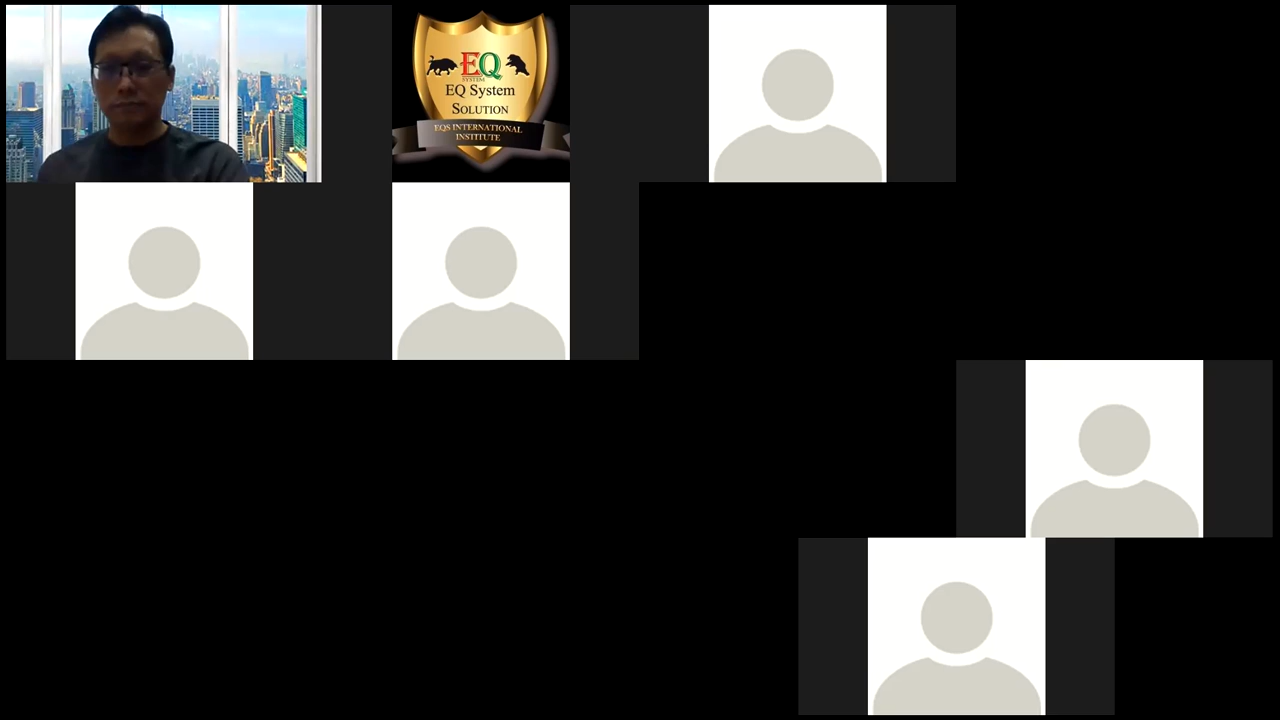 EQ
SYSTEM
EQ System
SOLUTION
EQS INTERNATIONAL
INSTITUTE